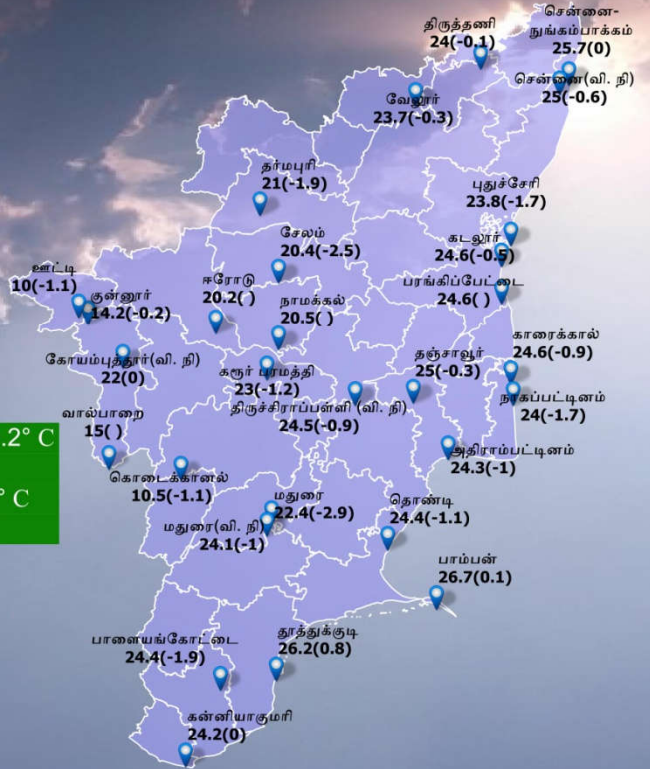 சென்னை-
நுங்கம்பாக்கம்
25.7(0)
திருத்தணி
24(-0.1)
சென்னை(வி. நி)
25(-0.6)
வேலூர்
23.7(-0.3)
தர்மபுரி
21(-1.9)
புதுச்சேரி
23.8(-1.7)
சேலம்
20.4(-2.5)
கடலூர்
24.6(-0.5)
ஊட்டி
10(-1.1)
ஈரோடு
20.2( )
பரங்கிப்பேட்டை
24.6( )
குன்னூர்
14.2(-0.2)
நாமக்கல்
20.5( )
காரைக்கால்
24.6(-0.9)
கோயம்புத்தூர்(வி. நி)
22(0)
தஞ்சாவூர்
25(-0.3)
கரூர் புரமத்தி
23(-1.2)
நாகப்பட்டினம்
24(-1.7)
வால்பாறை
15( )
திருச்சிராப்பள்ளி (வி. நி)
24.5(-0.9)
.2° C
அதிராம்பட்டினம்
24.3(-1)
கொடைக்கானல்
10.5(-1.1)
° C
மதுரை
22.4(-2.9)
தொண்டி
24.4(-1.1)
மதுரை(வி. நி)
24.1(-1)
பாம்பன்
26.7(0.1)
பாளையங்கோட்டை
24.4(-1.9)
தூத்துக்குடி
26.2(0.8)
கன்னியாகுமரி
24.2(0)